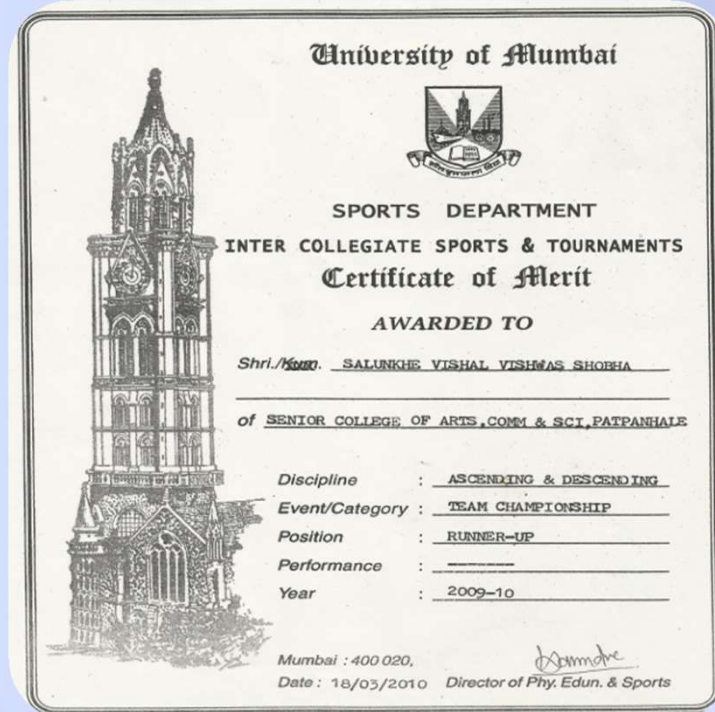 University of Mumbai
SPORTS DEPARTMENT
INTER COLLEGIATE SPORTS & TOURNAMENTS
Certificate of Merit
AWARDED TO
Shri./Kum. SALUNKHE VISHAL VISHWAS SHOBHA
of SENIOR COLLEGE OF ARTS,COMM & SCI,PATPANHALE
Discipline : ASCENDING & DESCENDING
Event/Category : TEAM CHAMPIONSHIP
Position : RUNNER-UP
Performance : -------
Year : 2009-10
Mumbai : 400 020,
Date : 18/03/2010 Director of Phy. Edun. & Sports